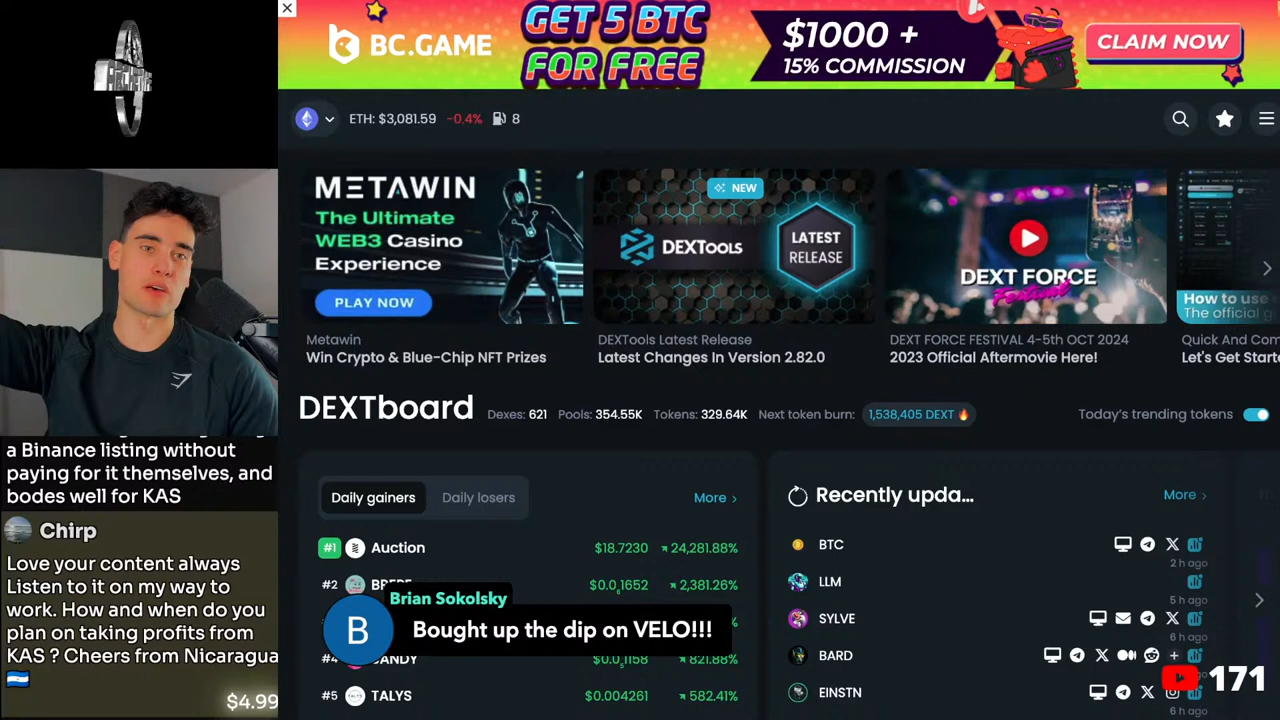 BC.GAME
GET 5 BTC
FOR FREE
$1000 +
15% COMMISSION
CLAIM NOW
ETH: $3,081.59 -0.4% 8
METAWIN
The Ultimate
WEB3 Casino
Experience
PLAY NOW
NEW
DEXTools
LATEST
RELEASE
DEXT FORCE
Festival
How to use
The official g
Metawin
Win Crypto & Blue-Chip NFT Prizes
DEXTools Latest Release
Latest Changes In Version 2.82.0
DEXT FORCE FESTIVAL 4-5th OCT 2024
2023 Official Aftermovie Here!
Quick And Com
Let's Get Starte
DEXTboard
Dexes: 621 Pools: 354.55K Tokens: 329.64K Next token burn: 1,538,405 DEXT
Today's trending tokens
Daily gainers Daily losers More
#1 Auction $18.7230 24,281.88%
#2 $0.0₆1652 2,381.26%
#4 $0.0₅1158 821.88%
#5 TALYS $0.004261 582.41%
Recently upda... More
BTC
2 h ago
LLM
5 h ago
SYLVE
6 h ago
BARD
EINSTN
6 h ago
a Binance listing without
paying for it themselves, and
bodes well for KAS
Chirp
Love your content always
Listen to it on my way to
work. How and when do you
plan on taking profits from
KAS ? Cheers from Nicaragua
$4.99
Brian Sokolsky
B
Bought up the dip on VELO!!!
171